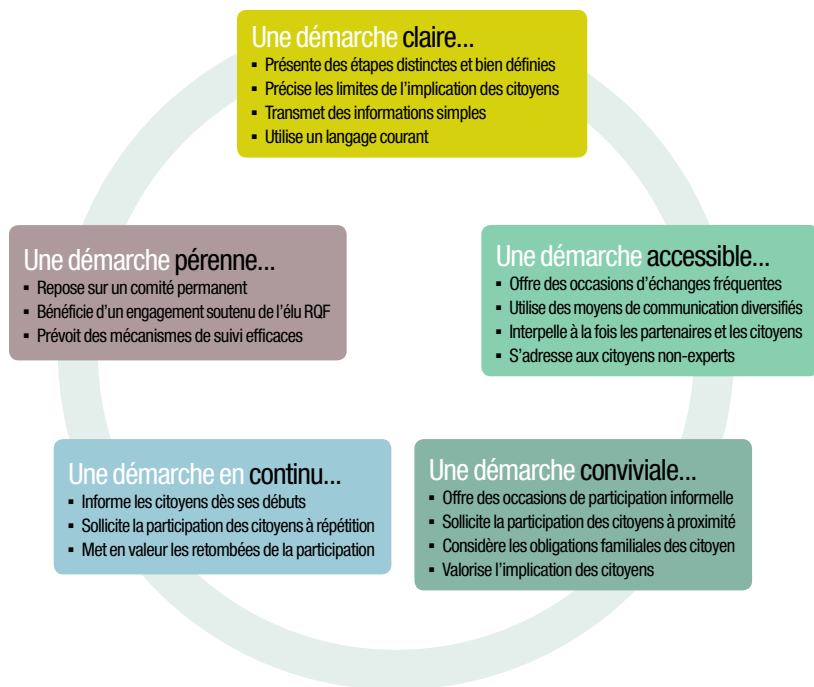 Une démarche claire...
▪ Présente des étapes distinctes et bien définies
▪ Précise les limites de l'implication des citoyens
▪ Transmet des informations simples
▪ Utilise un langage courant
Une démarche pérenne...
▪ Repose sur un comité permanent
▪ Bénéficie d'un engagement soutenu de l'élu RQF
▪ Prévoit des mécanismes de suivi efficaces
Une démarche accessible...
▪ Offre des occasions d'échanges fréquentes
▪ Utilise des moyens de communication diversifiés
▪ Interpelle à la fois les partenaires et les citoyens
▪ S'adresse aux citoyens non-experts
Une démarche en continu...
▪ Informe les citoyens dès ses débuts
▪ Sollicite la participation des citoyens à répétition
▪ Met en valeur les retombées de la participation
Une démarche conviviale...
▪ Offre des occasions de participation informelle
▪ Sollicite la participation des citoyens à proximité
▪ Considère les obligations familiales des citoyen
▪ Valorise l'implication des citoyens